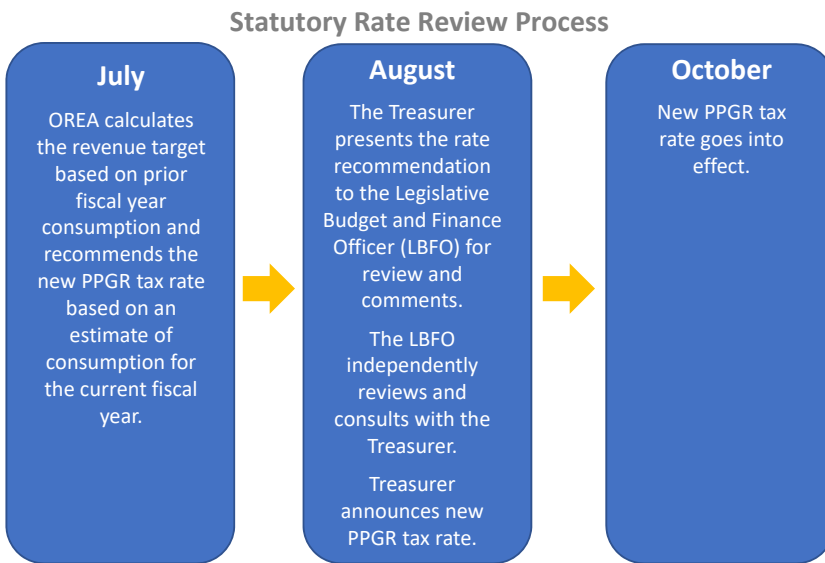 Statutory Rate Review Process
July
OREA calculates
the revenue target
based on prior
fiscal year
consumption and
recommends the
new PPGR tax rate
based on an
estimate of
consumption for
the current fiscal
year.
August
The Treasurer
presents the rate
recommendation
to the Legislative
Budget and Finance
Officer (LBFO) for
review and
comments.
The LBFO
independently
reviews and
consults with the
Treasurer.
Treasurer
announces new
PPGR tax rate.
October
New PPGR tax
rate goes into
effect.